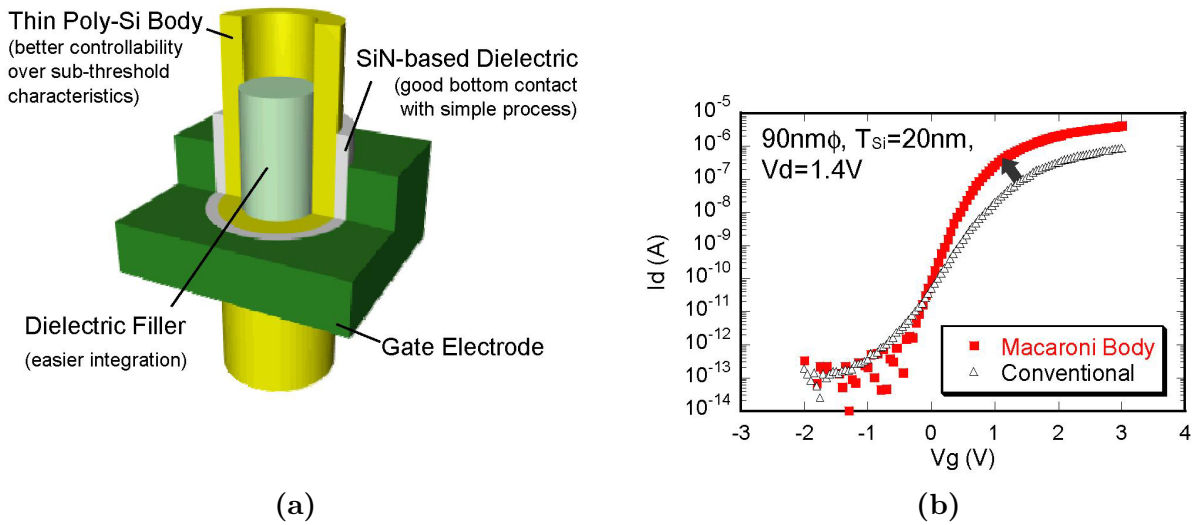 Thin Poly-Si Body
(better controllability
over sub-threshold
characteristics)
SiN-based Dielectric
(good bottom contact
with simple process)
Dielectric Filler
(easier integration)
Gate Electrode
(a)
90nmϕ, T_Si=20nm,
Vd=1.4V
Id (A)
10^-5
10^-6
10^-7
10^-8
10^-9
10^-10
10^-11
10^-12
10^-13
10^-14
Macaroni Body
Conventional
-3 -2 -1 0 1 2 3 4
Vg (V)
(b)